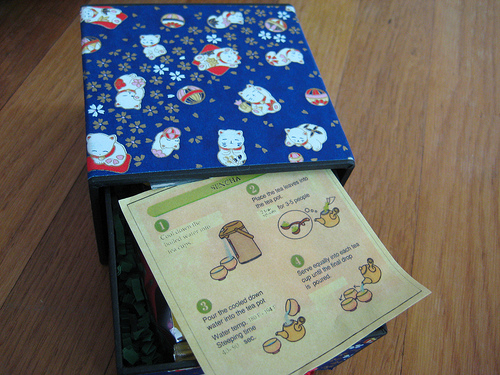 SENCHA
1
Cool down the
boiled water into
tea cups.
2
Place the tea leaves into
the tea pot.
for 3-5 people
3
Pour the cooled down
water into the tea pot
Water temp.
Steeping time
sec.
4
Serve equally into each tea
cup until the final drop
is poured.